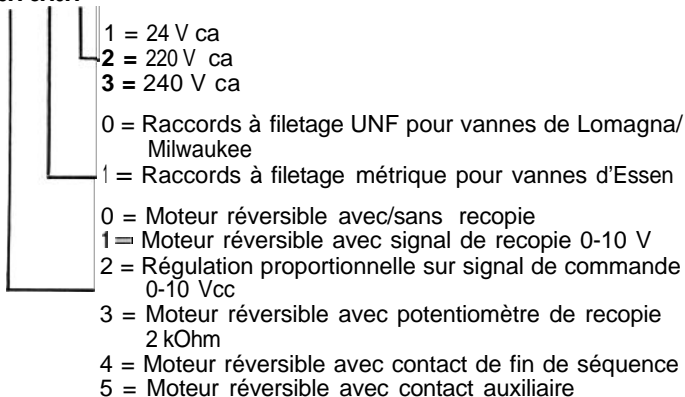 1 = 24 V ca
2 = 220 V ca
3 = 240 V ca
0 = Raccords à filetage UNF pour vannes de Lomagna/
Milwaukee
1 = Raccords à filetage métrique pour vannes d'Essen
0 = Moteur réversible avec/sans recopie
1 = Moteur réversible avec signal de recopie 0-10 V
2 = Régulation proportionnelle sur signal de commande
0-10 Vcc
3 = Moteur réversible avec potentiomètre de recopie
2 kOhm
4 = Moteur réversible avec contact de fin de séquence
5 = Moteur réversible avec contact auxiliaire